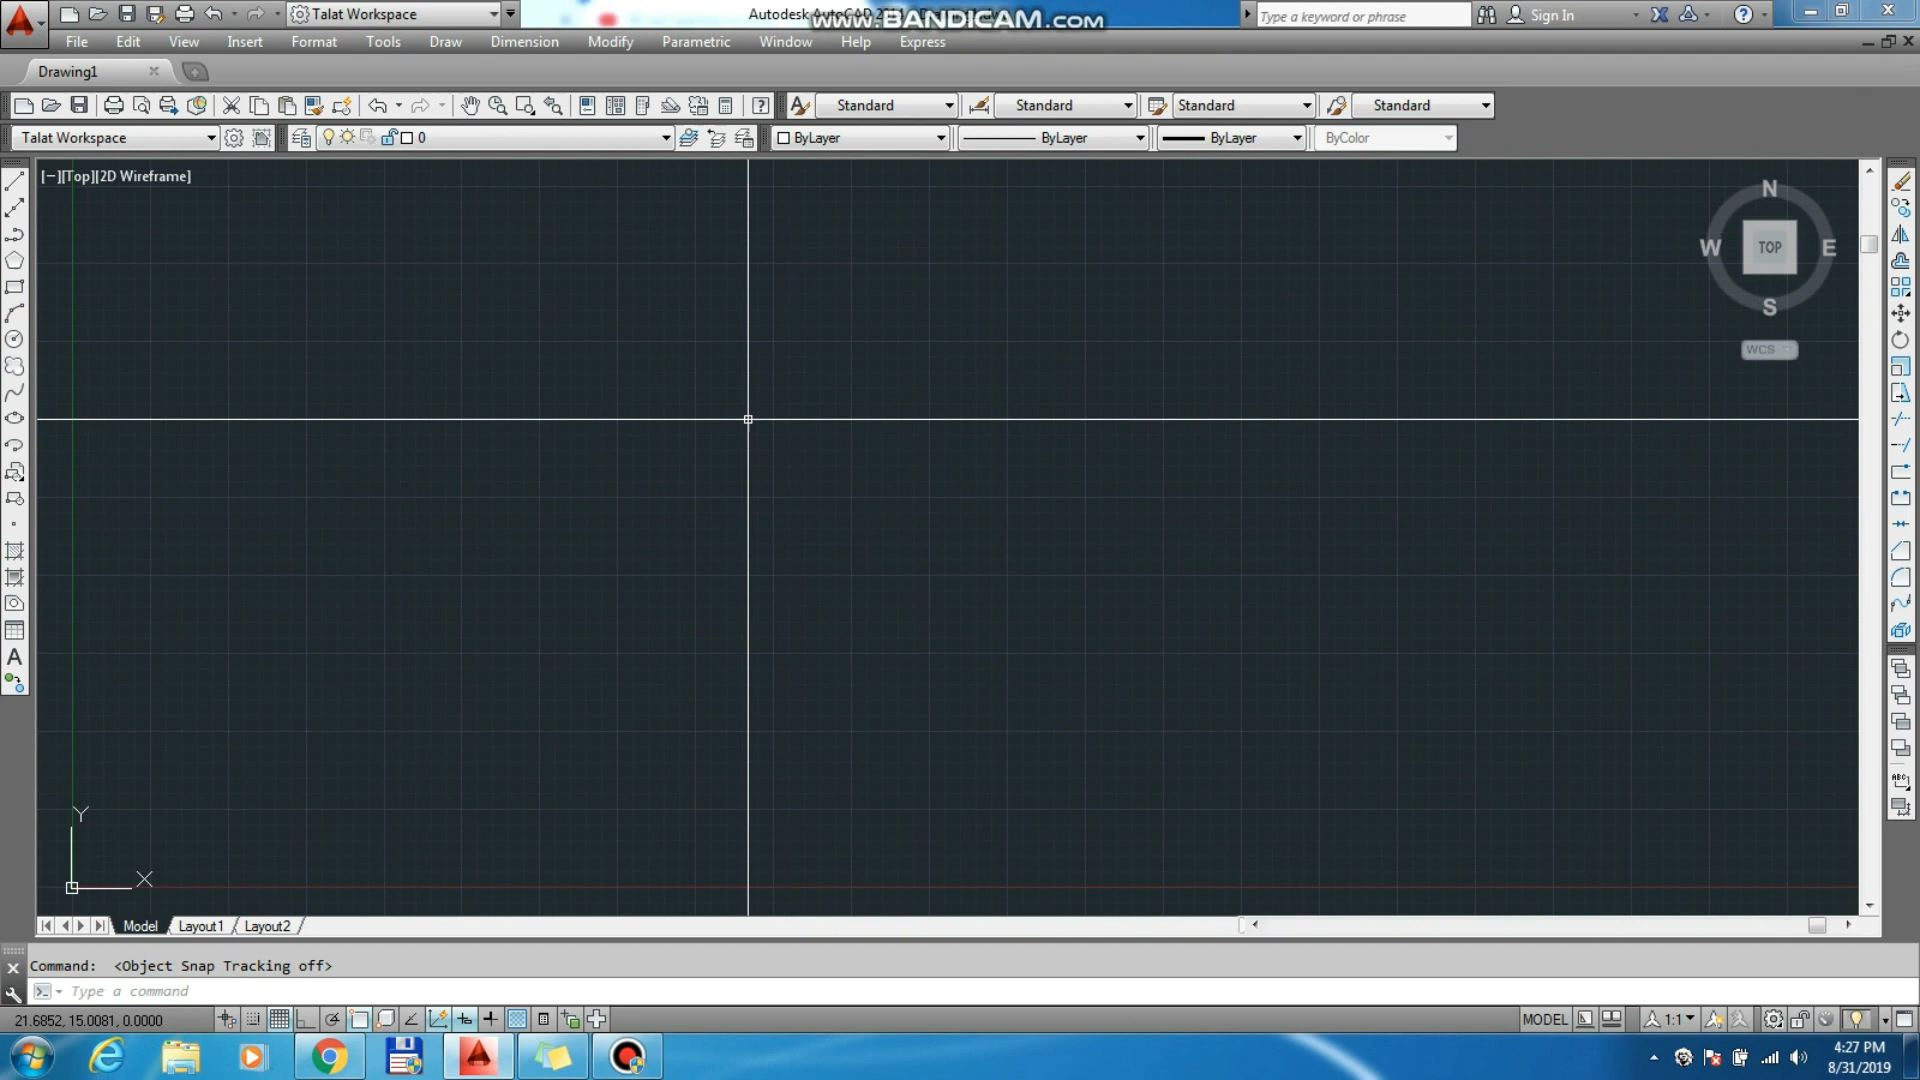 Talat Workspace
Autodesk AutoCAD
www.BANDICAM.com
Type a keyword or phrase
Sign In
File Edit View Insert Format Tools Draw Dimension Modify Parametric Window Help Express
Drawing1
Standard Standard Standard Standard
Talat Workspace 0 ByLayer ByLayer ByLayer ByColor
[−][Top][2D Wireframe]
N
W TOP E
S
WCS
A
ABC
Y
X
Model Layout1 Layout2
Command: <Object Snap Tracking off>
Type a command
21.6852, 15.0081, 0.0000 MODEL 1:1
4:27 PM
8/31/2019